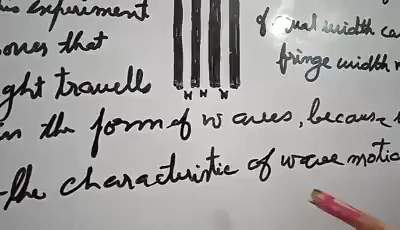 experiment
that
ght travells
in the form of waves, because
the characteristic of wave motio
of equal width ca
fringe width
W W W